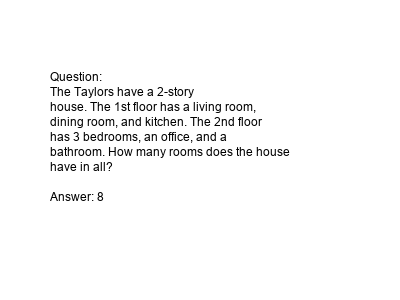 Question:
The Taylors have a 2-story
house. The 1st floor has a living room,
dining room, and kitchen. The 2nd floor
has 3 bedrooms, an office, and a
bathroom. How many rooms does the house
have in all?
Answer: 8